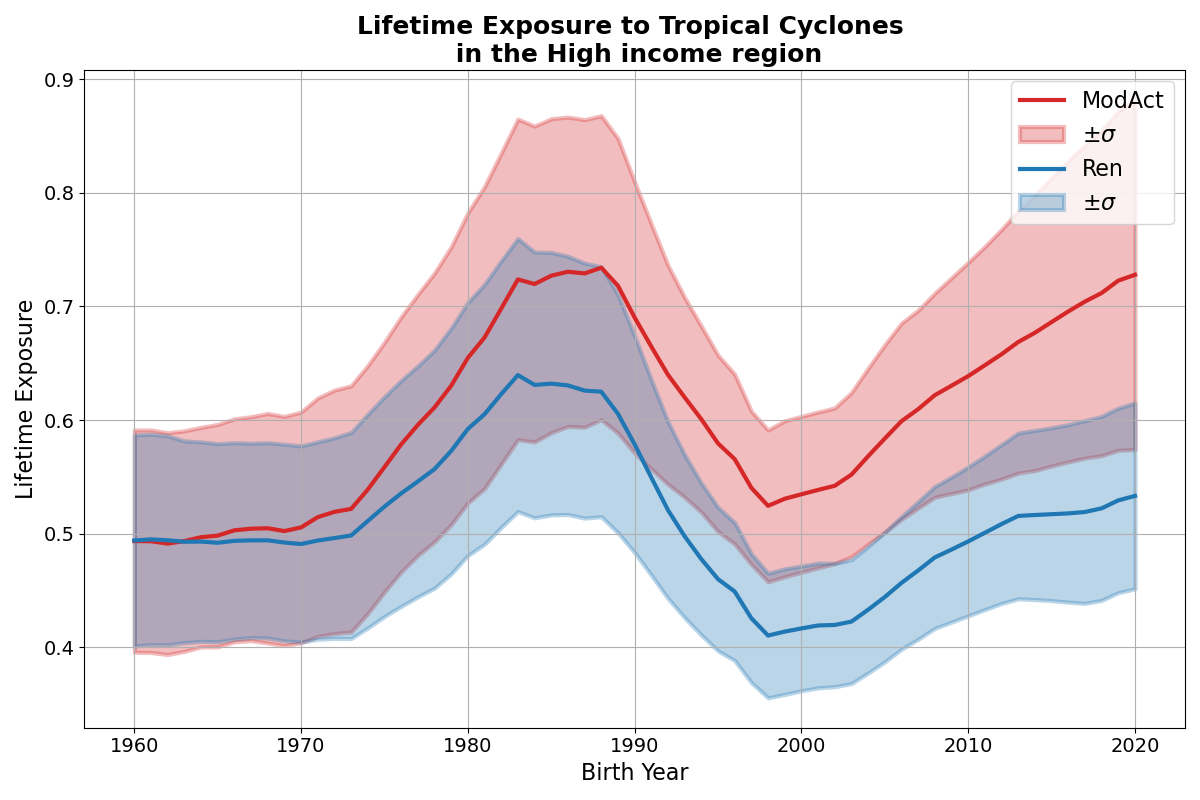 Lifetime Exposure to Tropical Cyclones
in the High income region
0.9
0.8
0.7
0.6
0.5
0.4
Lifetime Exposure
1960
1970
1980
1990
2000
2010
2020
Birth Year
ModAct
±σ
Ren
±σ